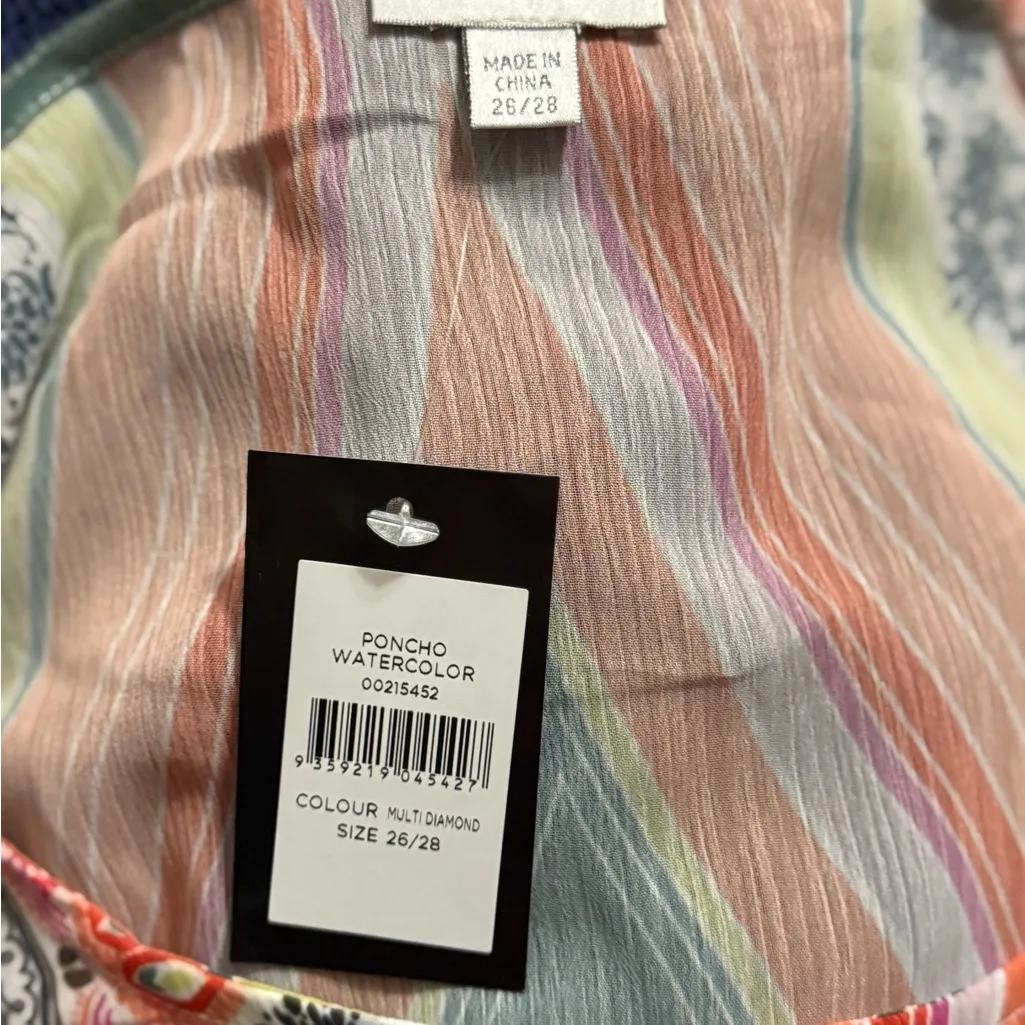 MADE IN
CHINA
26/28
PONCHO
WATERCOLOR
00215452
9 359219 045427
COLOUR MULTI DIAMOND
SIZE 26/28